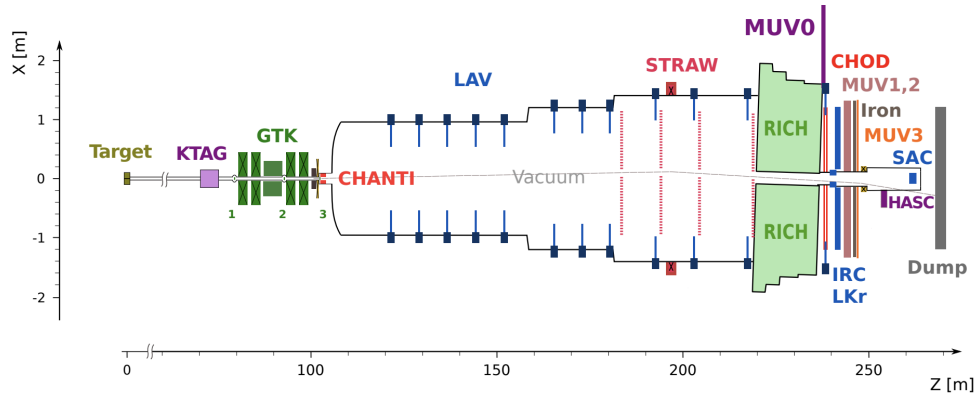 X [m]
2
1
0
-1
-2
Target
KTAG
GTK
1
2
3
CHANTI
LAV
Vacuum
STRAW
RICH
RICH
MUV0
CHOD
MUV1,2
Iron
MUV3
SAC
HASC
IRC
LKr
Dump
0
100
150
200
250
Z [m]